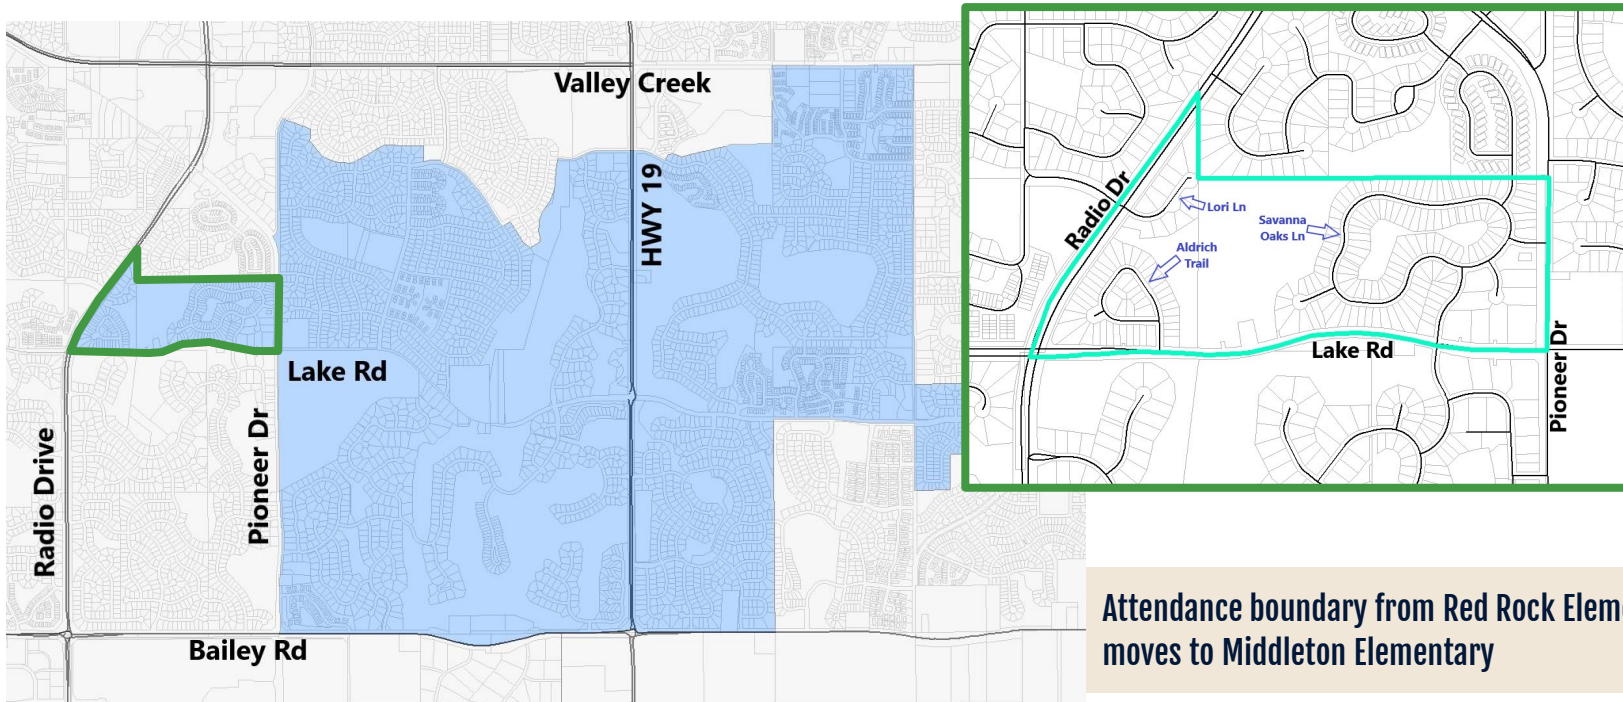 Valley Creek
HWY 19
Lake Rd
Radio Drive
Pioneer Dr
Bailey Rd
Radio Dr
Lori Ln
Savanna
Oaks Ln
Aldrich
Trail
Lake Rd
Pioneer Dr
Attendance boundary from Red Rock Elem
moves to Middleton Elementary